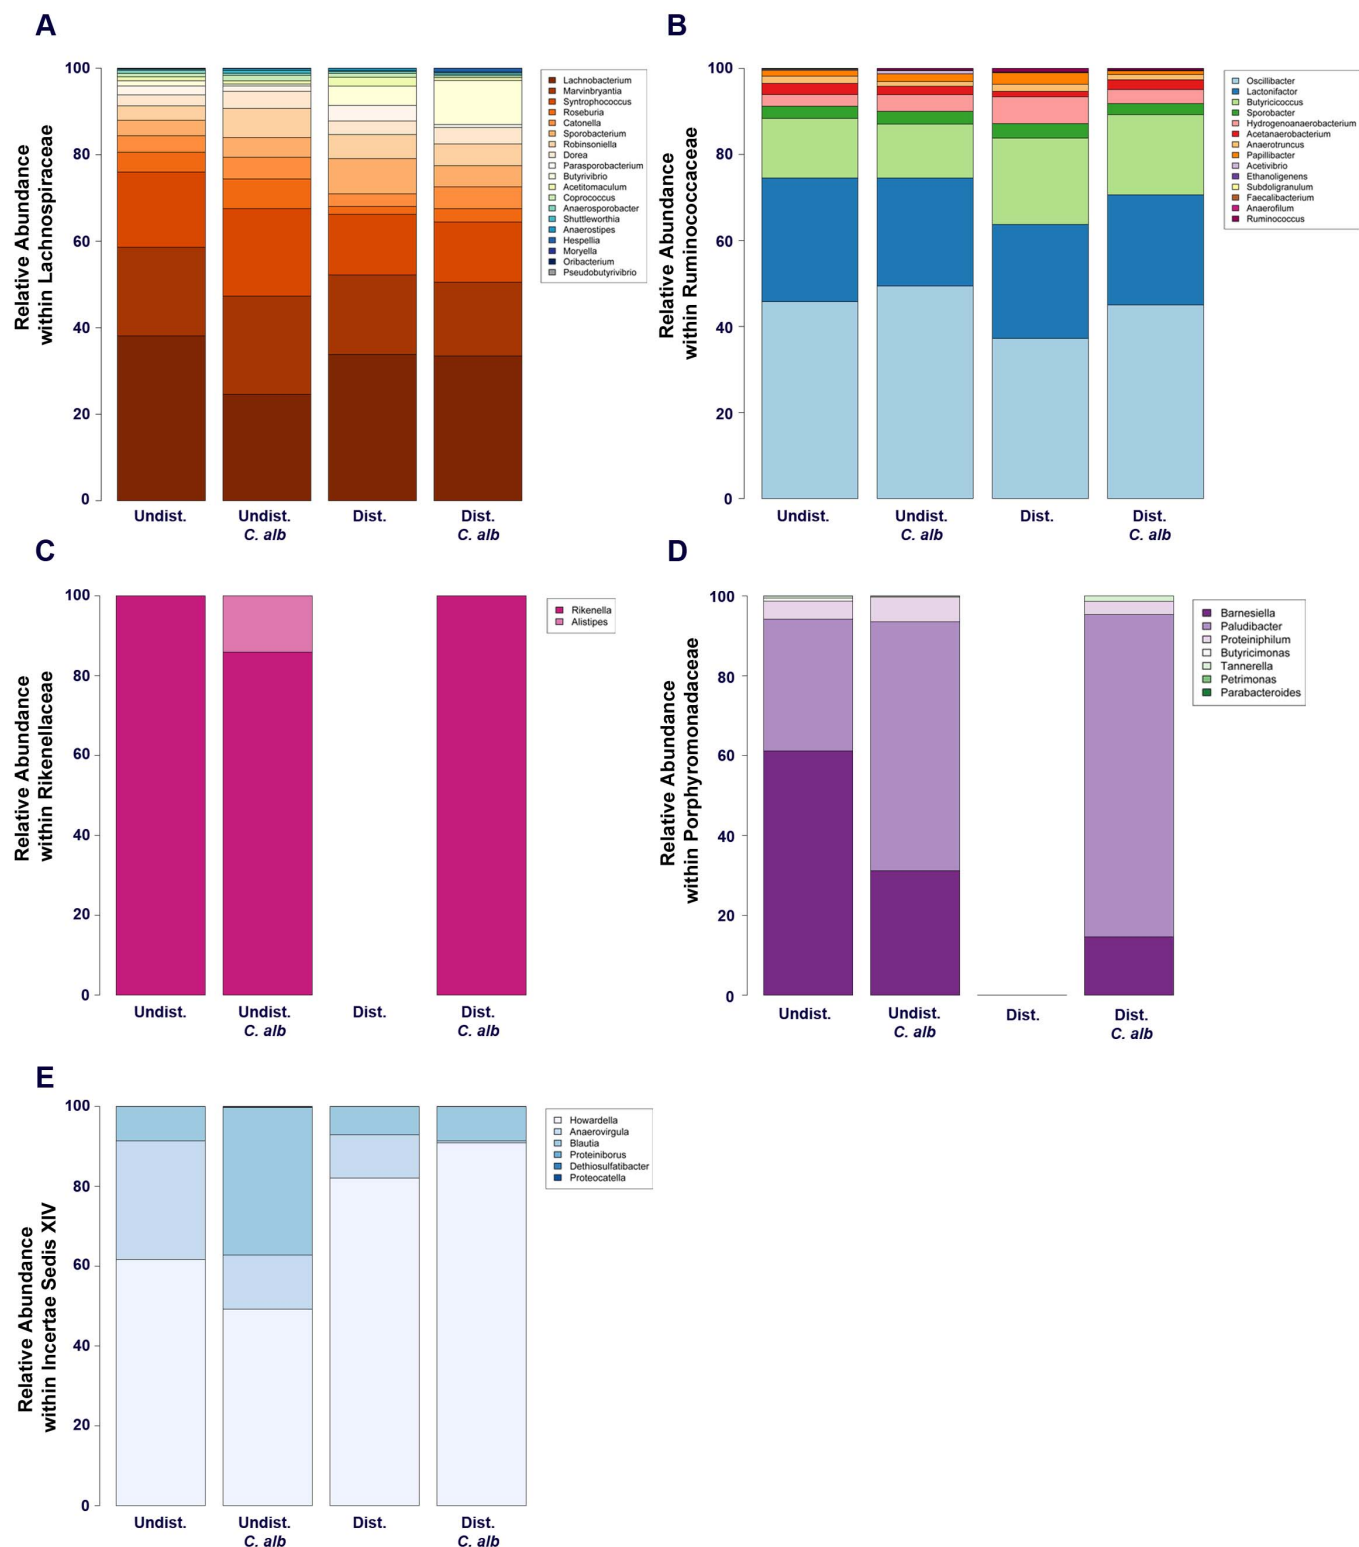 A
Relative Abundance
within Lachnospiraceae
100
80
60
40
20
0
Undist.
Undist.
C. alb
Dist.
Dist.
C. alb
Lachnobacterium
Marvinbryantia
Syntrophococcus
Roseburia
Catonella
Sporobacterium
Robinsoniella
Dorea
Parasporobacterium
Butyrivibrio
Acetitomaculum
Coprococcus
Anaerosporobacter
Shuttleworthia
Anaerostipes
Hespellia
Moryella
Oribacterium
Pseudobutyrivibrio
B
Relative Abundance
within Ruminococcaceae
100
80
60
40
20
0
Undist.
Undist.
C. alb
Dist.
Dist.
C. alb
Oscillibacter
Lactonifactor
Butyricicoccus
Sporobacter
Hydrogenoanaerobacterium
Acetanaerobacterium
Anaerotruncus
Papillibacter
Acetivibrio
Ethanoligenens
Subdoligranulum
Faecalibacterium
Anaerofilum
Ruminococcus
C
Relative Abundance
within Rikenellaceae
100
80
60
40
20
0
Undist.
Undist.
C. alb
Dist.
Dist.
C. alb
Rikenella
Alistipes
D
Relative Abundance
within Porphyromonadaceae
100
80
60
40
20
0
Undist.
Undist.
C. alb
Dist.
Dist.
C. alb
Barnesiella
Paludibacter
Proteiniphilum
Butyricimonas
Tannerella
Petrimonas
Parabacteroides
E
Relative Abundance
within Incertae Sedis XIV
100
80
60
40
20
0
Undist.
Undist.
C. alb
Dist.
Dist.
C. alb
Howardella
Anaerovirgula
Blautia
Proteiniborus
Dethiosulfatibacter
Proteocatella